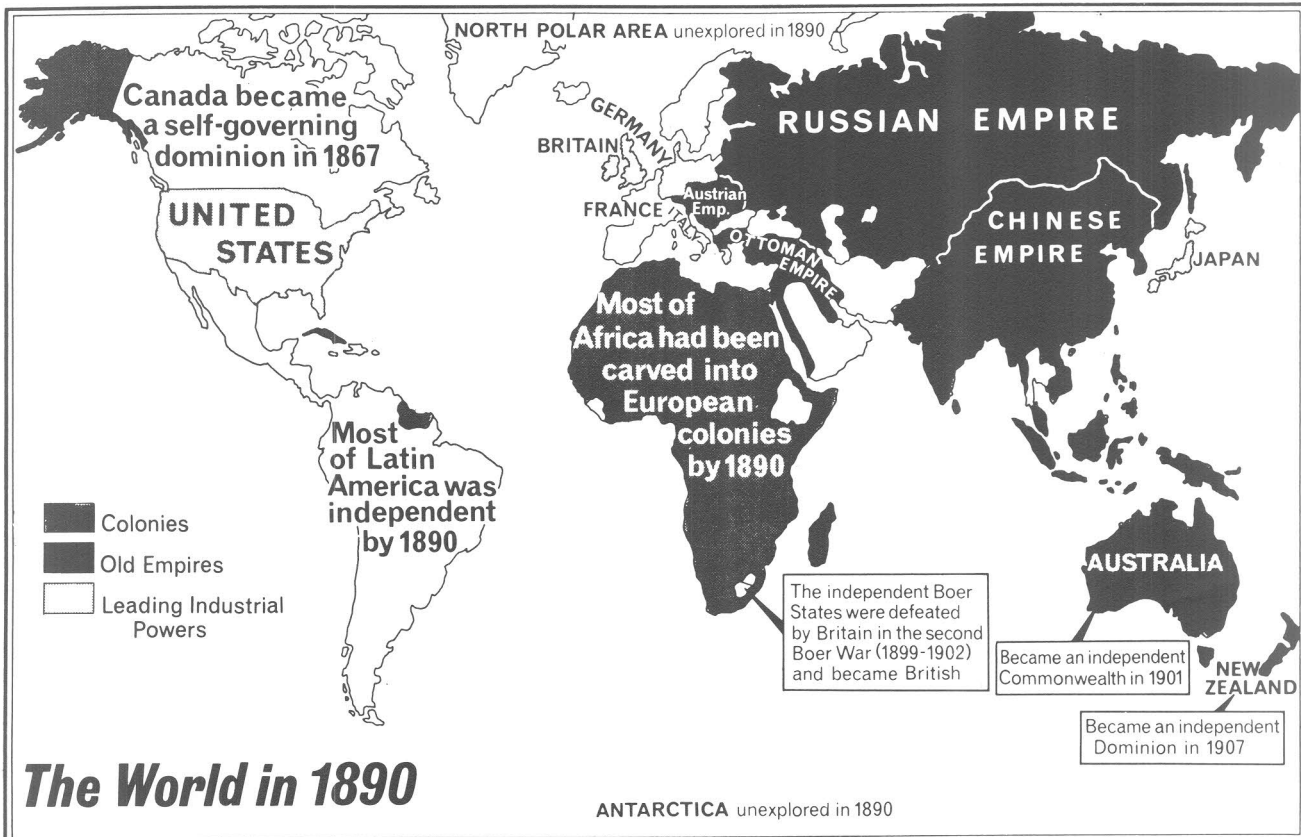 NORTH POLAR AREA unexplored in 1890
Canada became
a self-governing
dominion in 1867
UNITED
STATES
GERMANY
BRITAIN
FRANCE
ITALY
Austrian
Emp.
OTTOMAN
EMPIRE
RUSSIAN EMPIRE
CHINESE
EMPIRE
JAPAN
Most of
Africa had been
carved into
European
colonies
by 1890
Most
of Latin
America was
independent
by 1890
Colonies
Old Empires
Leading Industrial
Powers
The independent Boer
States were defeated
by Britain in the second
Boer War (1899-1902)
and became British
AUSTRALIA
Became an independent
Commonwealth in 1901
NEW
ZEALAND
Became an independent
Dominion in 1907
The World in 1890
ANTARCTICA unexplored in 1890